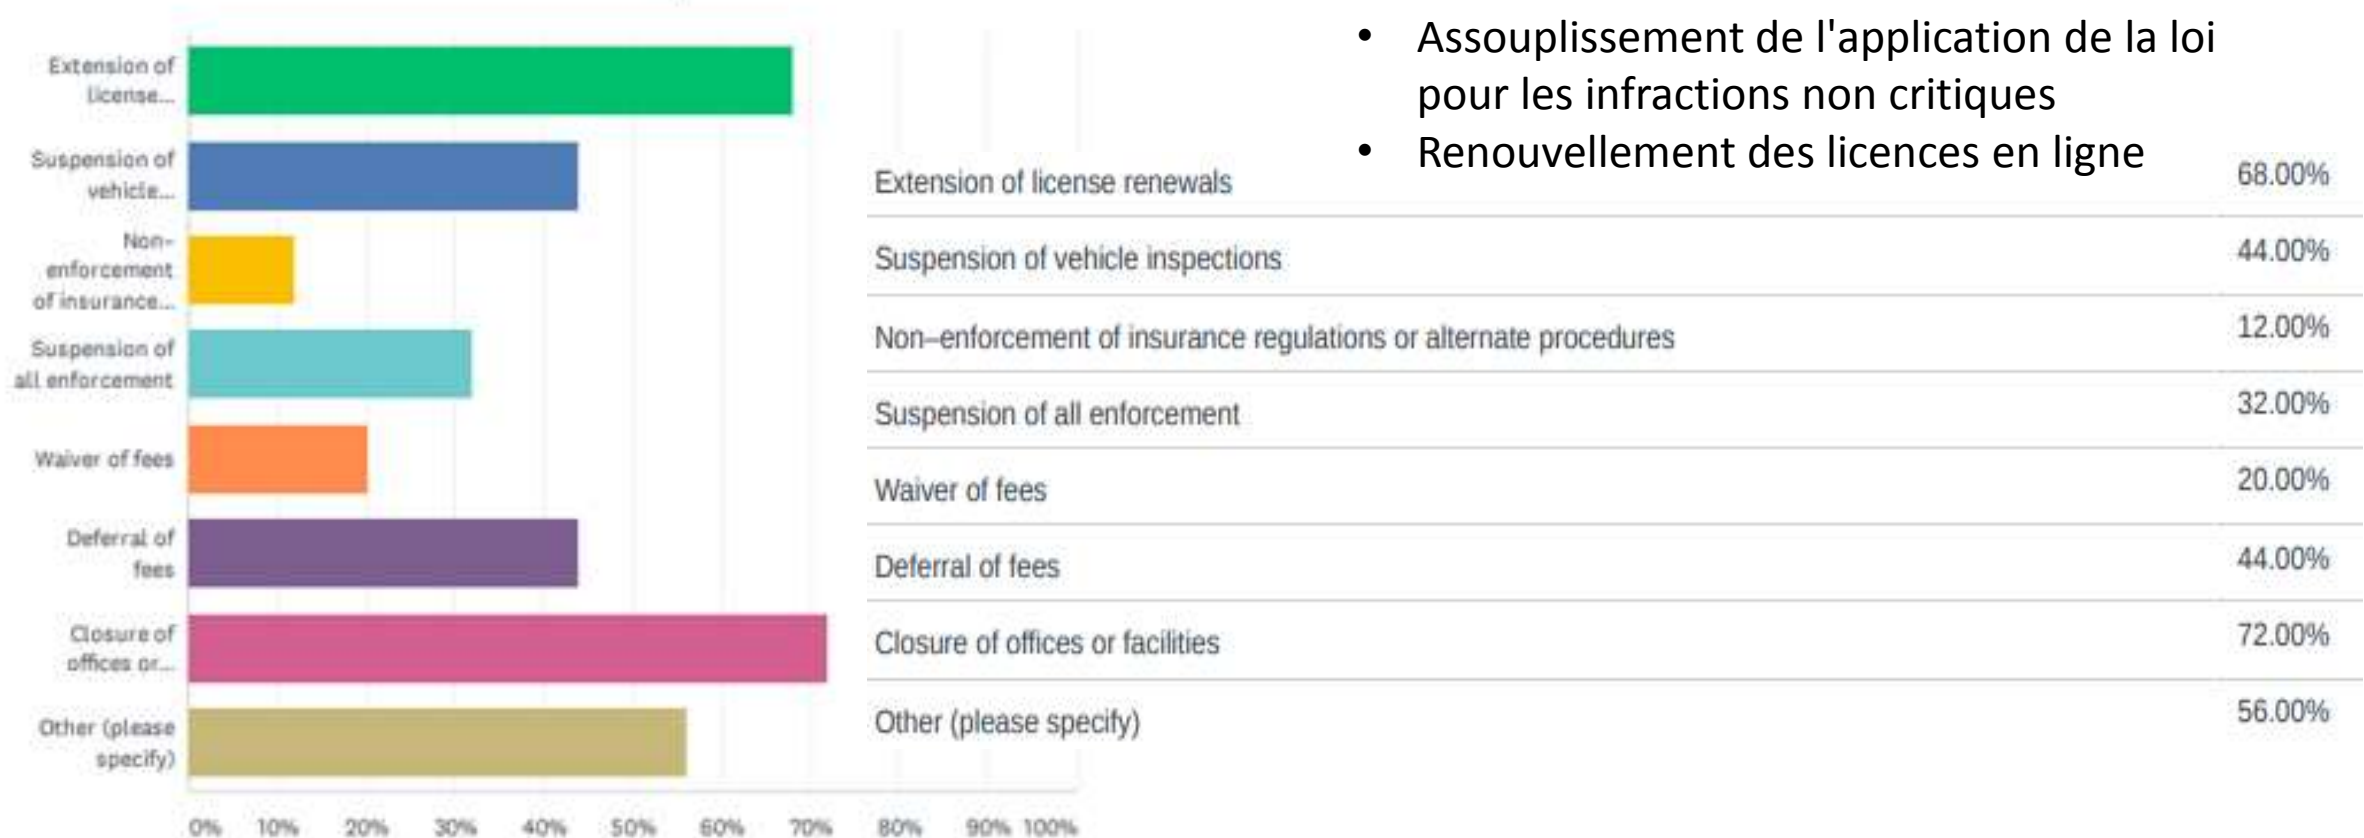 • Assouplissement de l'application de la loi
pour les infractions non critiques
• Renouvellement des licences en ligne
Extension of
license...
Suspension of
vehicle...
Non-
enforcement
of insurance...
Suspension of
all enforcement
Waiver of fees
Deferral of
fees
Closure of
offices or...
Other (please
specify)
0% 10% 20% 30% 40% 50% 60% 70% 80% 90% 100%
Extension of license renewals 68.00%
Suspension of vehicle inspections 44.00%
Non–enforcement of insurance regulations or alternate procedures 12.00%
Suspension of all enforcement 32.00%
Waiver of fees 20.00%
Deferral of fees 44.00%
Closure of offices or facilities 72.00%
Other (please specify) 56.00%